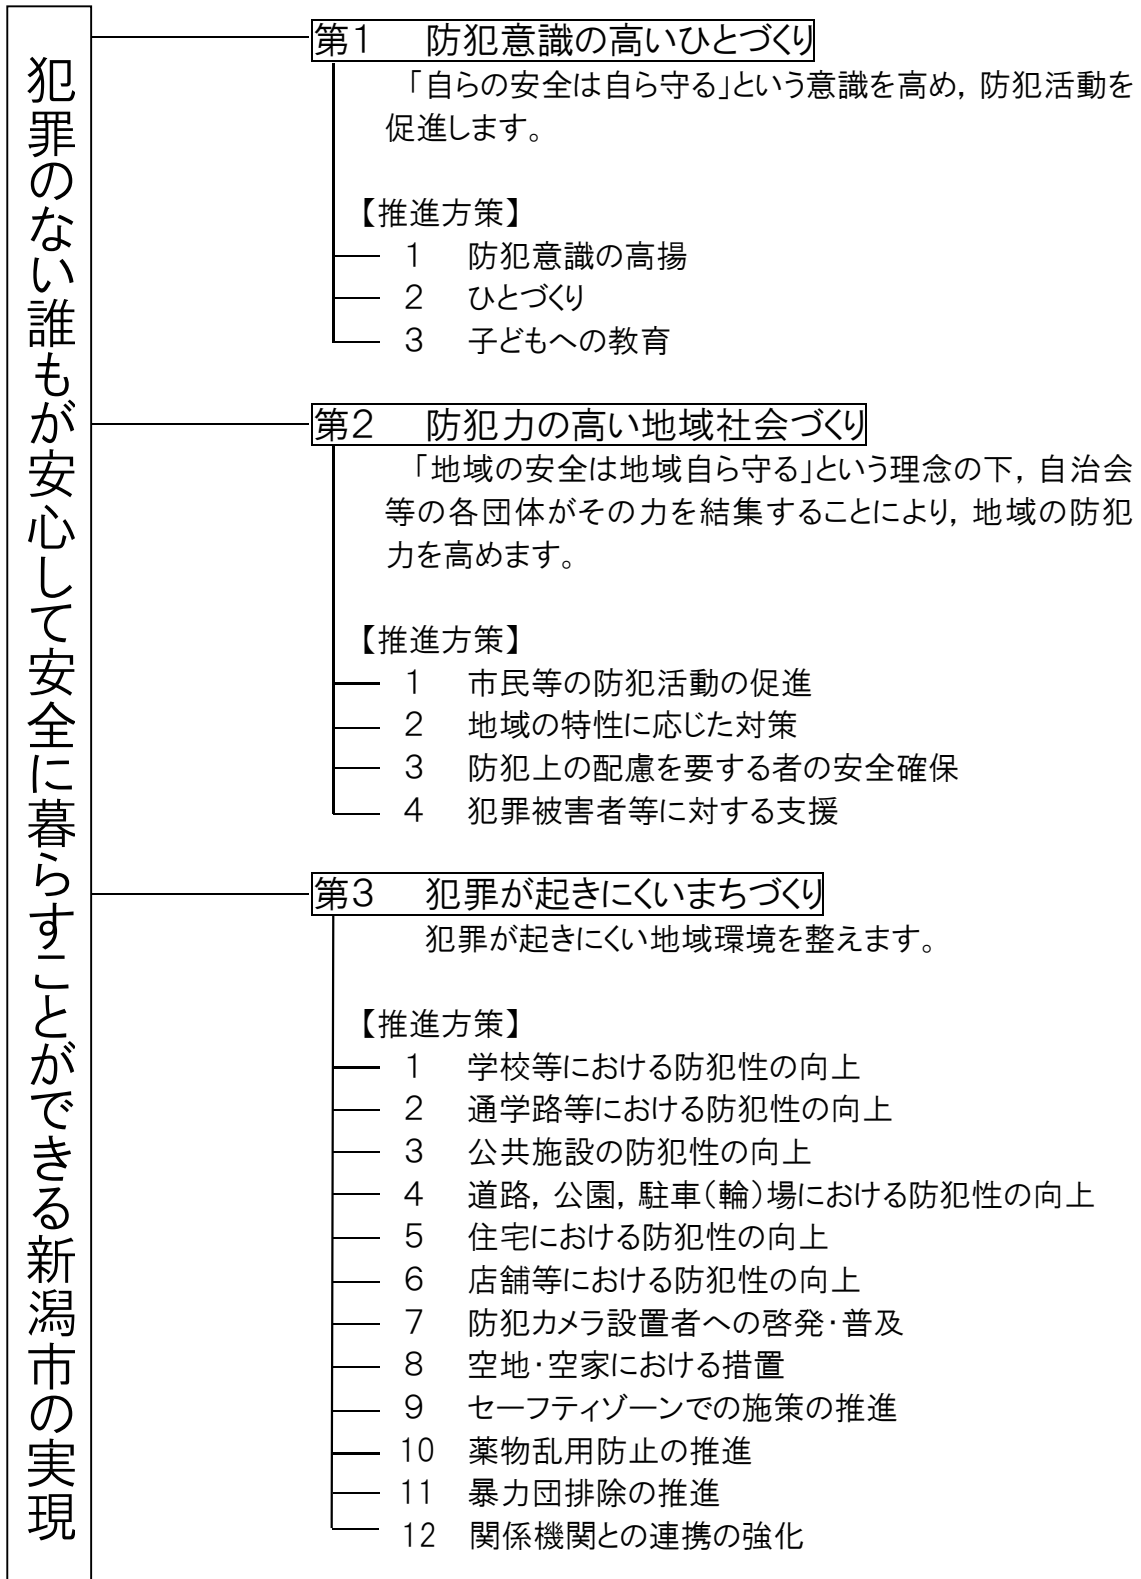 犯罪のない誰もが安心して安全に暮らすことができる新潟市の実現
第１　防犯意識の高いひとづくり
「自らの安全は自ら守る」という意識を高め，防犯活動を
促進します。
【推進方策】
１　防犯意識の高揚
２　ひとづくり
３　子どもへの教育
第２　防犯力の高い地域社会づくり
「地域の安全は地域自ら守る」という理念の下，自治会
等の各団体がその力を結集することにより，地域の防犯
力を高めます。
【推進方策】
１　市民等の防犯活動の促進
２　地域の特性に応じた対策
３　防犯上の配慮を要する者の安全確保
４　犯罪被害者等に対する支援
第３　犯罪が起きにくいまちづくり
犯罪が起きにくい地域環境を整えます。
【推進方策】
１　学校等における防犯性の向上
２　通学路等における防犯性の向上
３　公共施設の防犯性の向上
４　道路，公園，駐車（輪）場における防犯性の向上
５　住宅における防犯性の向上
６　店舗等における防犯性の向上
７　防犯カメラ設置者への啓発・普及
８　空地・空家における措置
９　セーフティゾーンでの施策の推進
10　薬物乱用防止の推進
11　暴力団排除の推進
12　関係機関との連携の強化